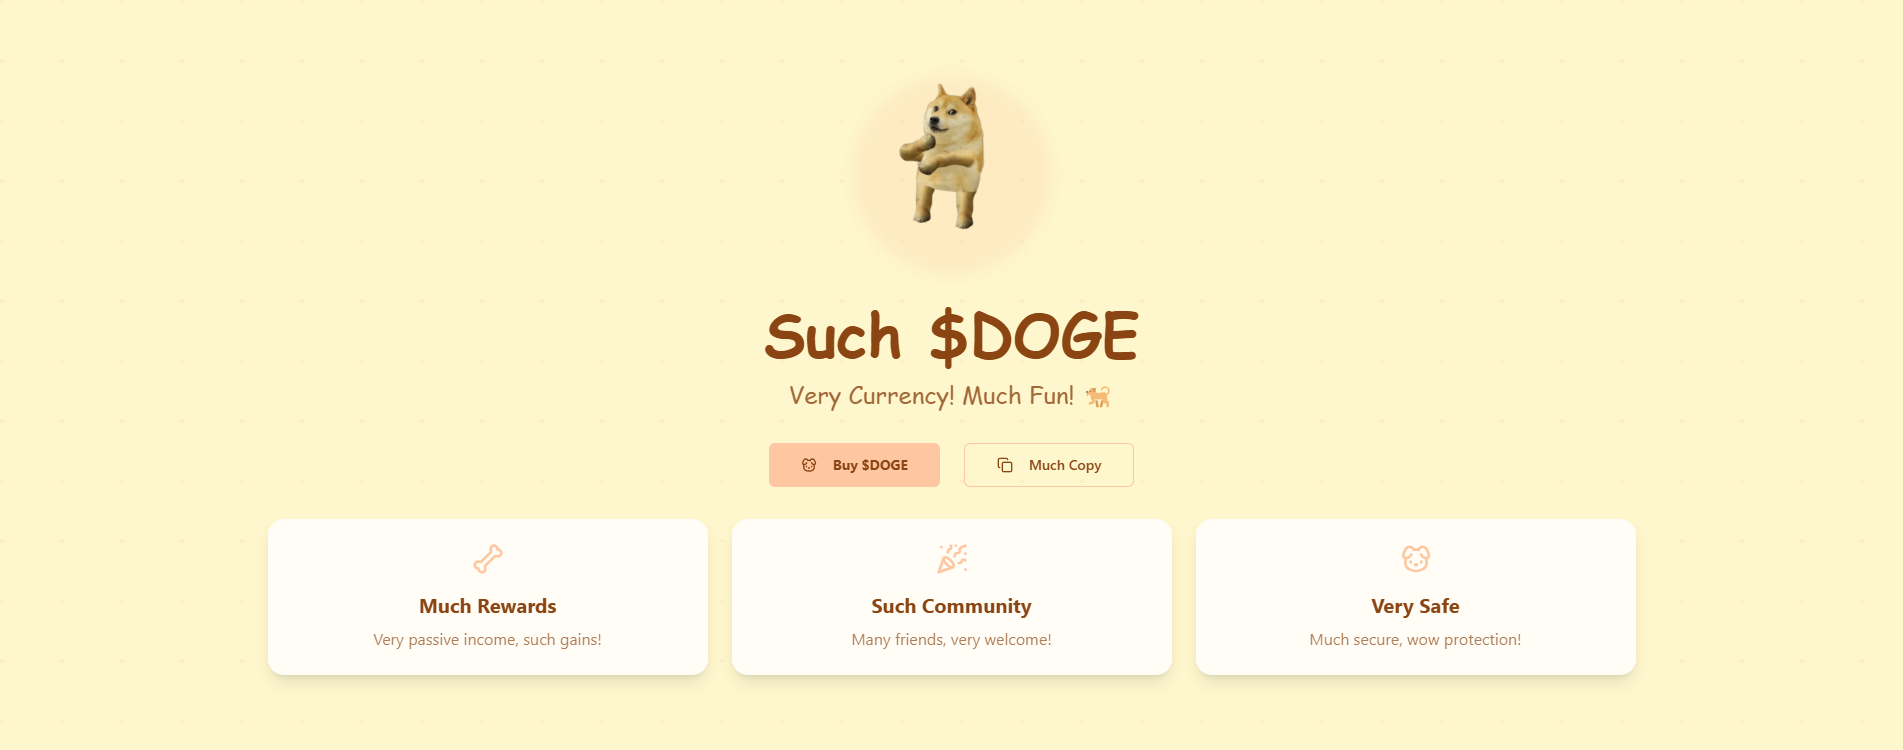 Such $DOGE
Very Currency! Much Fun! 🐕
Buy $DOGE
Much Copy
Much Rewards
Very passive income, such gains!
Such Community
Many friends, very welcome!
Very Safe
Much secure, wow protection!